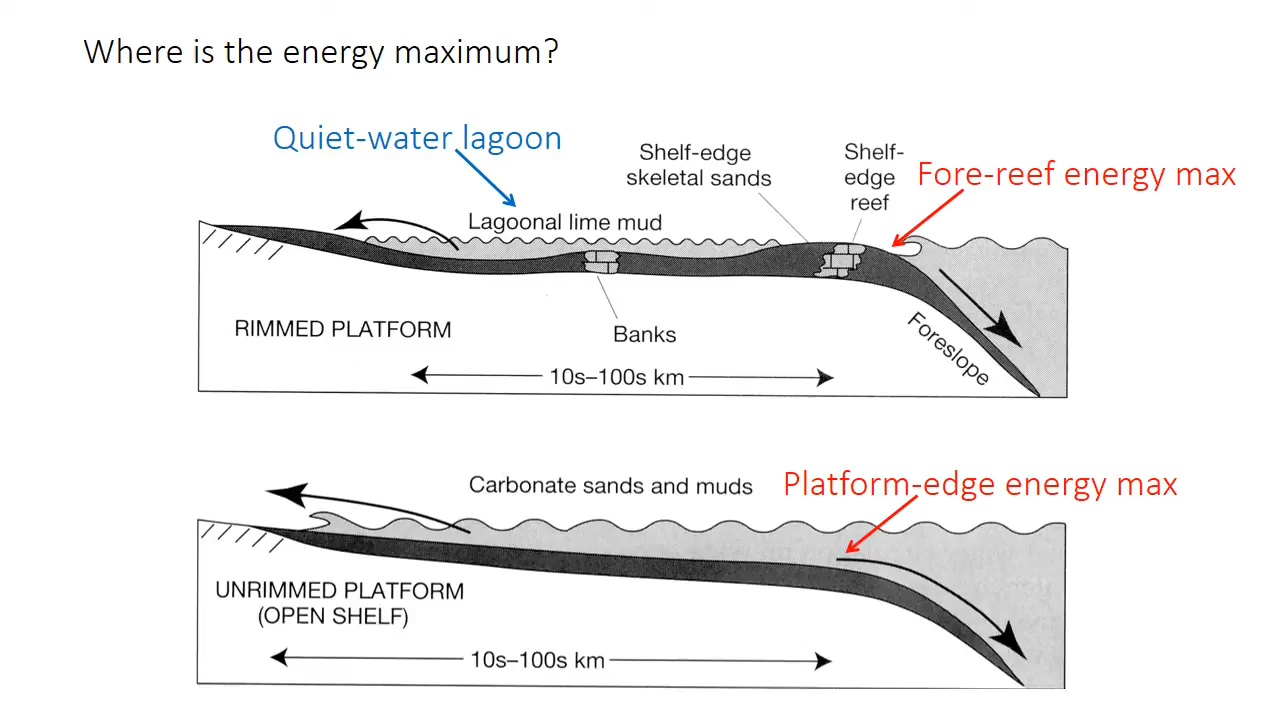 Where is the energy maximum?
Quiet-water lagoon
Shelf-edge
skeletal sands
Shelf-
edge
reef
Fore-reef energy max
Lagoonal lime mud
RIMMED PLATFORM
Banks
Foreslope
10s–100s km
Carbonate sands and muds
Platform-edge energy max
UNRIMMED PLATFORM
(OPEN SHELF)
10s–100s km